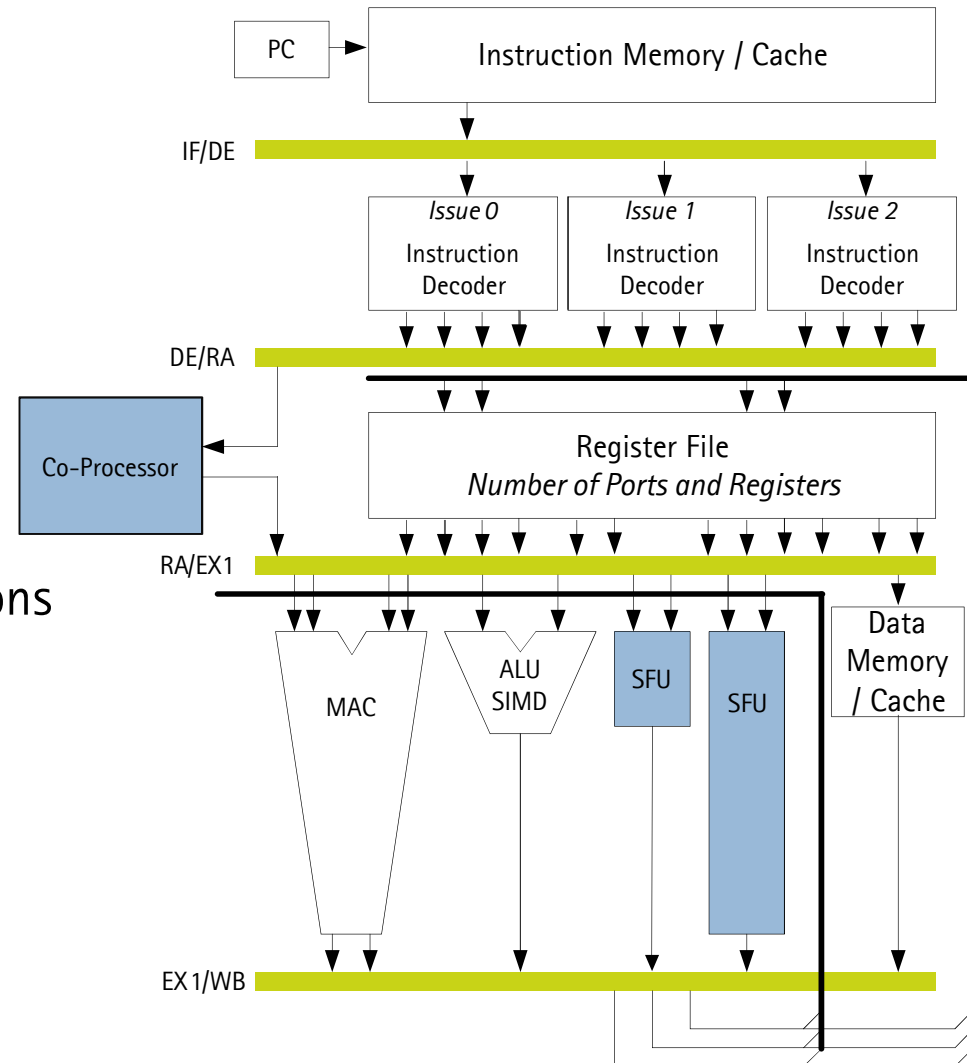 PC
Instruction Memory / Cache
IF/DE
Issue 0
Instruction
Decoder
Issue 1
Instruction
Decoder
Issue 2
Instruction
Decoder
DE/RA
Co-Processor
Register File
Number of Ports and Registers
RA/EX1
ons
MAC
ALU
SIMD
SFU
SFU
Data
Memory
/ Cache
EX1/WB